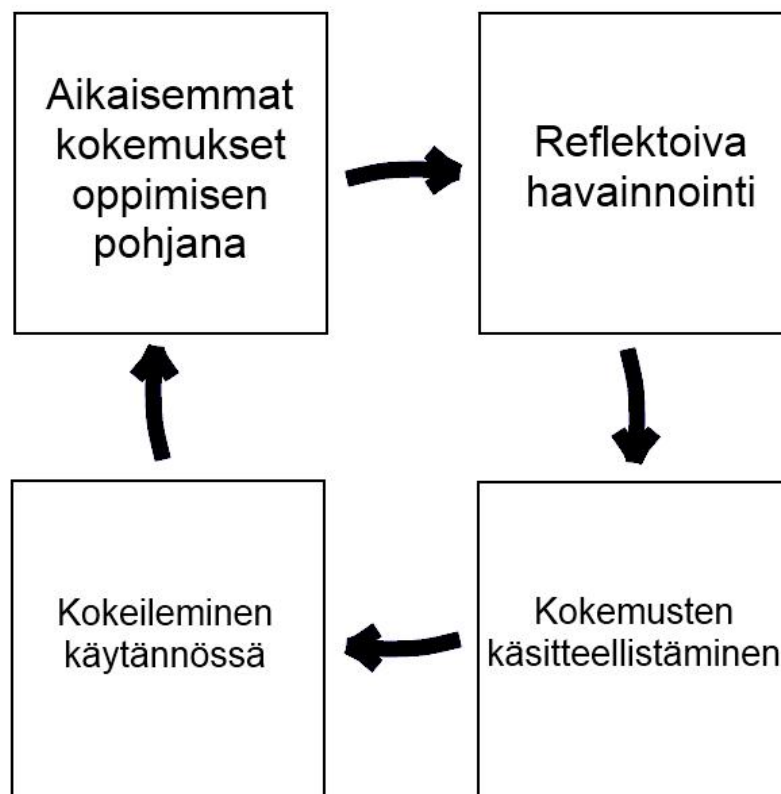 Aikaisemmat
kokemukset
oppimisen
pohjana
Reflektoiva
havainnointi
Kokemusten
käsitteellistäminen
Kokeileminen
käytännössä